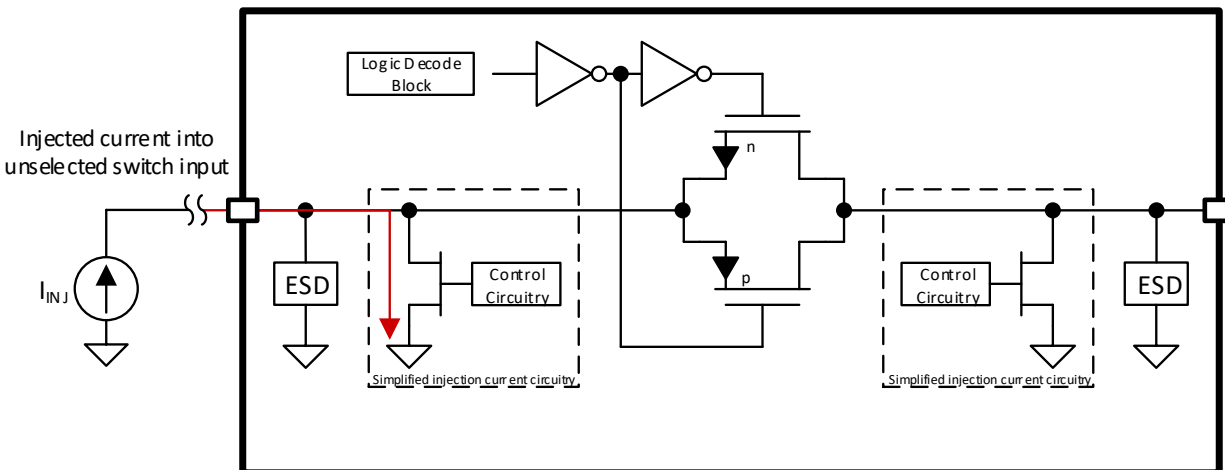 Logic Decode
Block
Injected current into
unselected switch input
n
p
I INJ
ESD
Control
Circuitry
Simplified injection current circuitry
Control
Circuitry
ESD
Simplified injection current circuitry